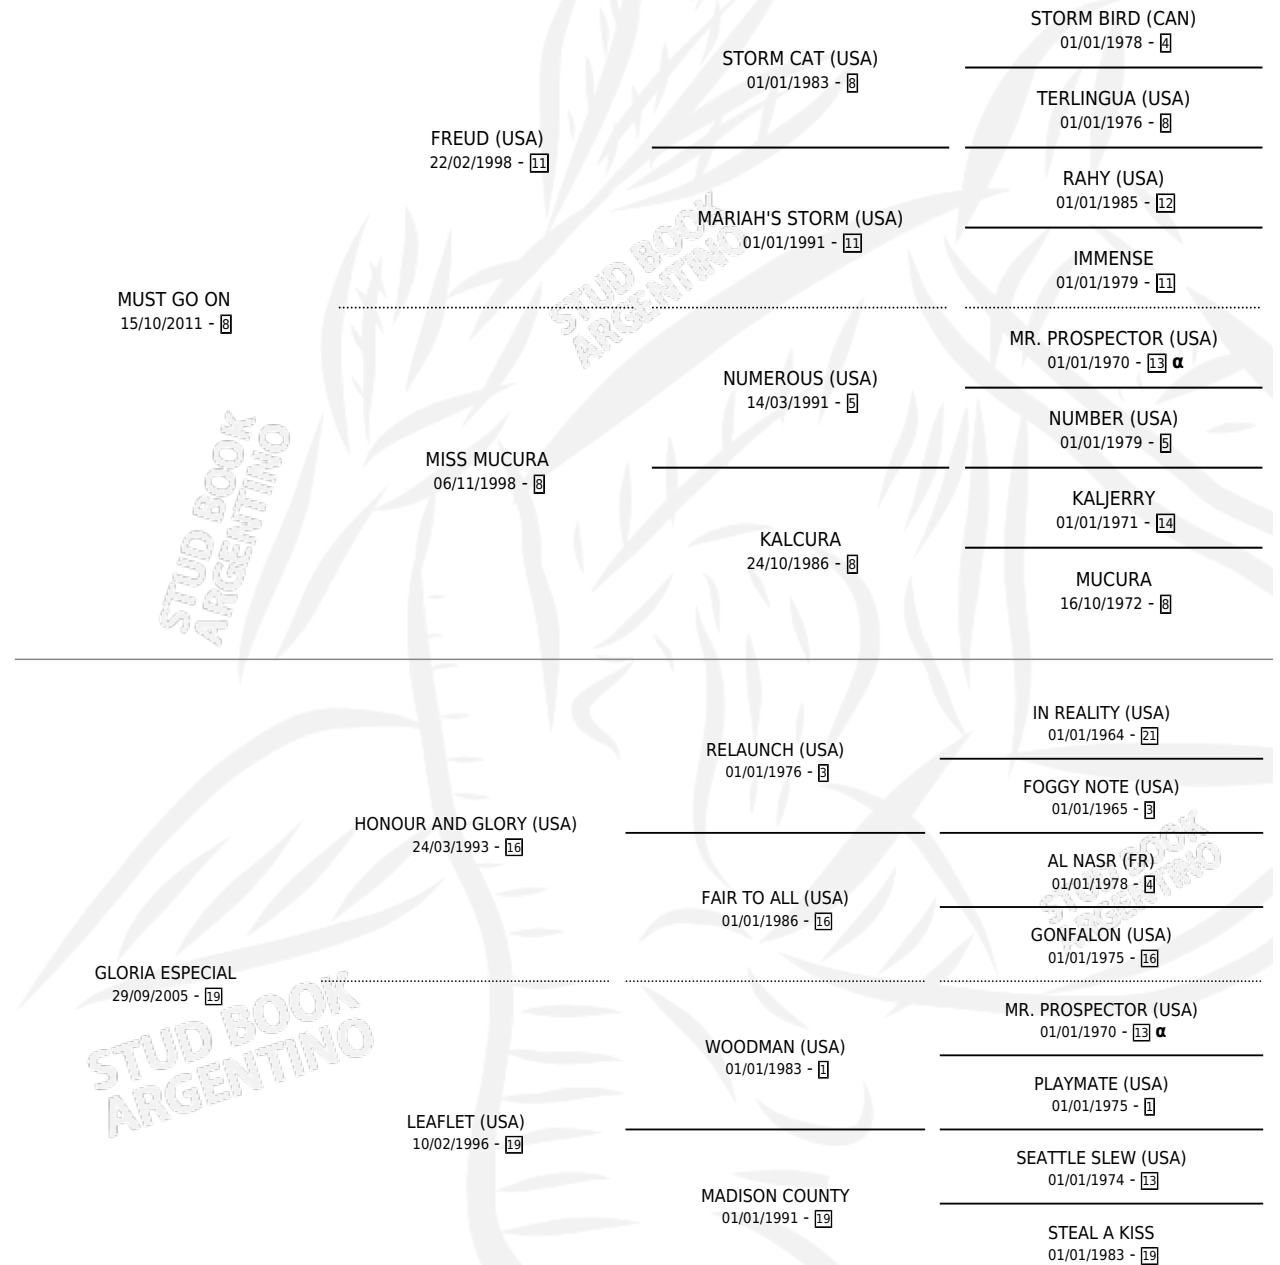 STORM BIRD (CAN)
01/01/1978 - 4
STORM CAT (USA)
01/01/1983 - 8
TERLINGUA (USA)
01/01/1976 - 8
FREUD (USA)
22/02/1998 - 11
RAHY (USA)
01/01/1985 - 12
MARIAH'S STORM (USA)
01/01/1991 - 11
IMMENSE
01/01/1979 - 11
STUD BOOK
ARGENTINO
MUST GO ON
15/10/2011 - 8
MR. PROSPECTOR (USA)
01/01/1970 - 13 α
NUMEROUS (USA)
14/03/1991 - 5
NUMBER (USA)
01/01/1979 - 5
MISS MUCURA
06/11/1998 - 8
KALJERRY
01/01/1971 - 14
KALCURA
24/10/1986 - 8
MUCURA
16/10/1972 - 8
STUD BOOK
ARGENTINO
IN REALITY (USA)
01/01/1964 - 21
RELAUNCH (USA)
01/01/1976 - 3
FOGGY NOTE (USA)
01/01/1965 - 3
HONOUR AND GLORY (USA)
24/03/1993 - 16
AL NASR (FR)
01/01/1978 - 4
FAIR TO ALL (USA)
01/01/1986 - 16
GONFALON (USA)
01/01/1975 - 16
STUD BOOK
ARGENTINO
GLORIA ESPECIAL
29/09/2005 - 19
MR. PROSPECTOR (USA)
01/01/1970 - 13 α
WOODMAN (USA)
01/01/1983 - 1
PLAYMATE (USA)
01/01/1975 - 1
LEAFLET (USA)
10/02/1996 - 19
SEATTLE SLEW (USA)
01/01/1974 - 13
MADISON COUNTY
01/01/1991 - 19
STEAL A KISS
01/01/1983 - 19
STUD BOOK
ARGENTINO